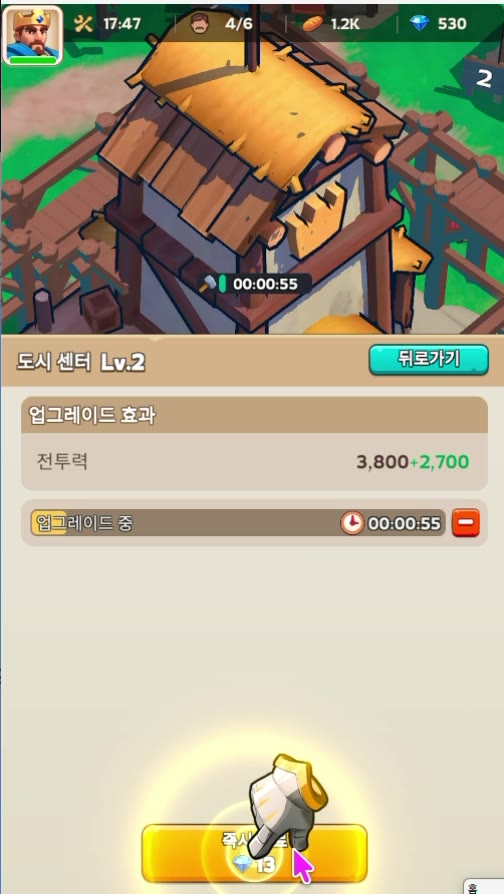 17:47 4/6 1.2K 530
2
00:00:55
도시 센터 Lv.2 뒤로가기
업그레이드 효과
전투력 3,800+2,700
업그레이드 중 00:00:55
13
홈